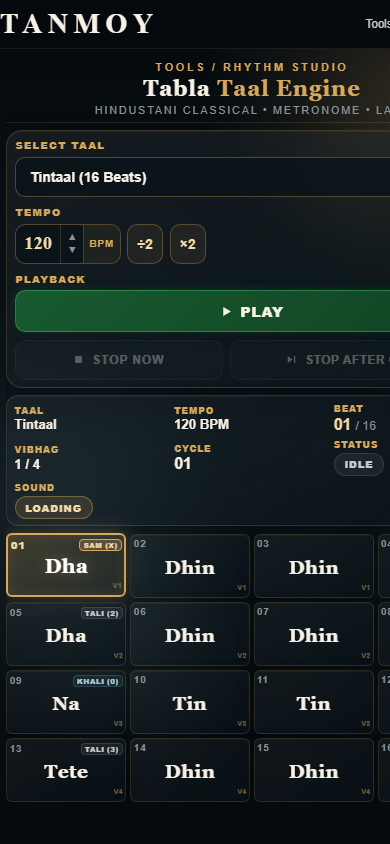 TANMOY
Tools
TOOLS / RHYTHM STUDIO
Tabla Taal Engine
HINDUSTANI CLASSICAL • METRONOME •
SELECT TAAL
Tintaal (16 Beats)
TEMPO
120 BPM ÷2 ×2
PLAYBACK
PLAY
STOP NOW
STOP AFTER
TAAL
Tintaal
TEMPO
120 BPM
BEAT
01 / 16
VIBHAG
1 / 4
CYCLE
01
STATUS
IDLE
SOUND
LOADING
01 SAM (X)
Dha
V1
02
Dhin
V1
03
Dhin
V1
05 TALI (2)
Dha
V2
06
Dhin
V2
07
Dhin
V2
09 KHALI (0)
Na
V3
10
Tin
V3
11
Tin
V3
13 TALI (3)
Tete
V4
14
Dhin
V4
15
Dhin
V4